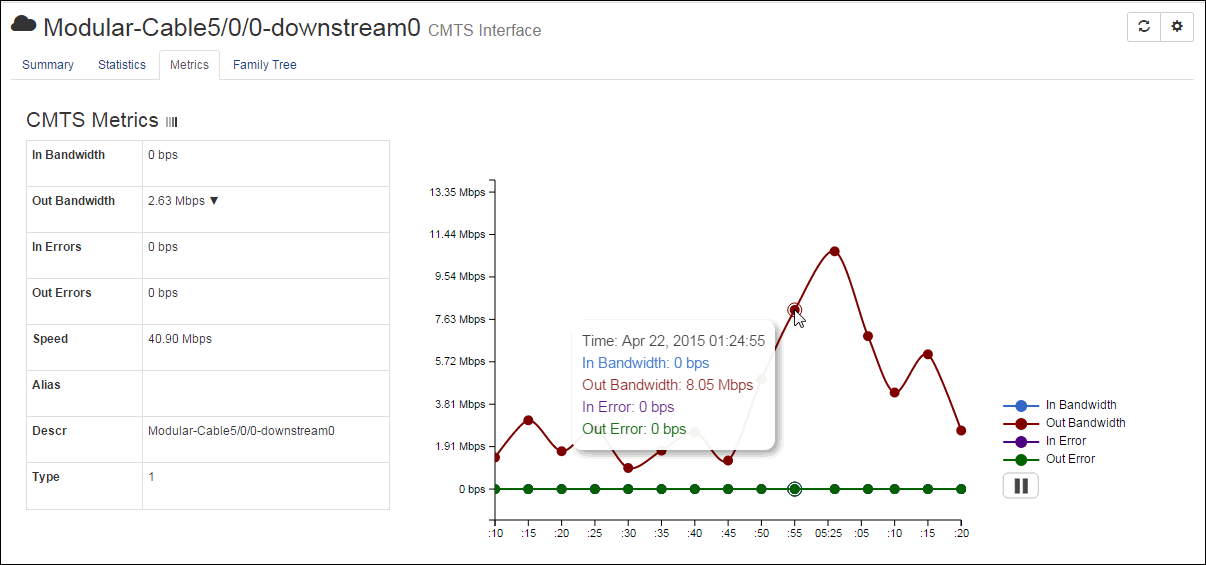 Modular-Cable5/0/0-downstream0 CMTS Interface
Summary Statistics Metrics Family Tree
CMTS Metrics
In Bandwidth 0 bps
Out Bandwidth 2.63 Mbps ▼
In Errors 0 bps
Out Errors 0 bps
Speed 40.90 Mbps
Alias
Descr Modular-Cable5/0/0-downstream0
Type 1
13.35 Mbps
11.44 Mbps
9.54 Mbps
7.63 Mbps
5.72 Mbps
3.81 Mbps
1.91 Mbps
0 bps
:10 :15 :20 :25 :30 :35 :40 :45 :50 :55 05:25 :05 :10 :15 :20
Time: Apr 22, 2015 01:24:55
In Bandwidth: 0 bps
Out Bandwidth: 8.05 Mbps
In Error: 0 bps
Out Error: 0 bps
In Bandwidth
Out Bandwidth
In Error
Out Error